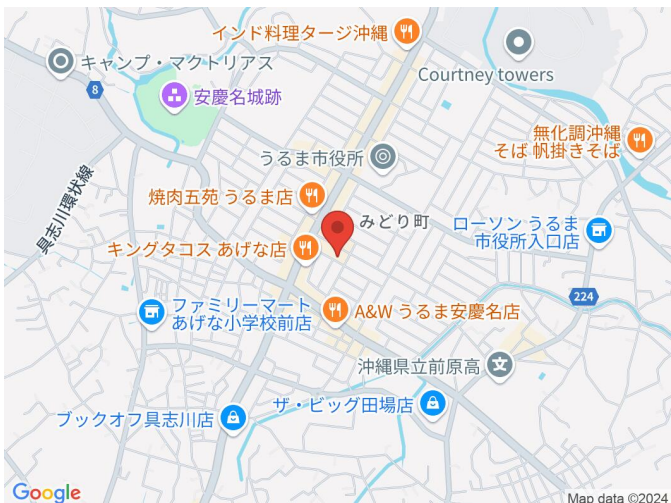 インド料理タージ沖縄
キャンプ・マクトリアス
Courtney towers
8
安慶名城跡
無化調沖縄
そば 帆掛きそば
うるま市役所
具志川環状線
焼肉五苑 うるま店
みどり町
ローソン うるま
市役所入口店
キングタコス あげな店
224
ファミリーマート
あげな小学校前店
A&W うるま安慶名店
沖縄県立前原高
文
ザ・ビッグ田場店
ブックオフ具志川店
Google
Map data ©2024